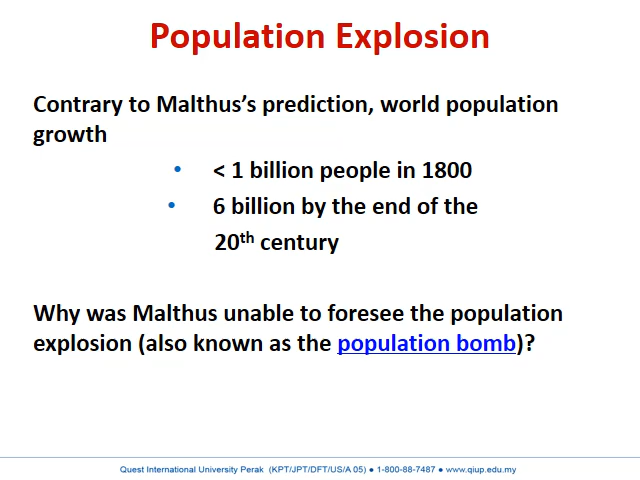 Population Explosion
Contrary to Malthus’s prediction, world population
growth
• < 1 billion people in 1800
• 6 billion by the end of the
20th century
Why was Malthus unable to foresee the population
explosion (also known as the population bomb)?
Quest International University Perak (KPT/JPT/DFT/US/A 05) ● 1-800-88-7487 ● www.qiup.edu.my